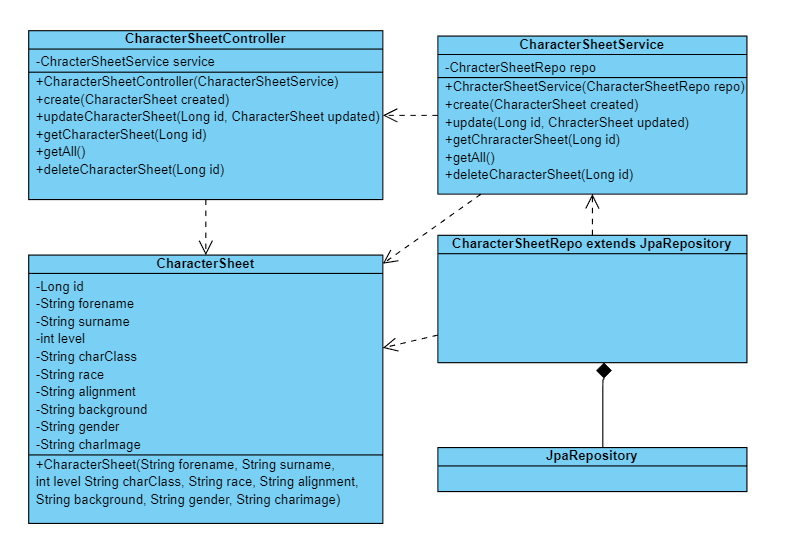 CharacterSheetController
-ChracterSheetService service
+CharacterSheetController(CharacterSheetService)
+create(CharacterSheet created)
+updateCharacterSheet(Long id, CharacterSheet updated)
+getCharacterSheet(Long id)
+getAll()
+deleteCharacterSheet(Long id)
CharacterSheetService
-ChracterSheetRepo repo
+CharacterSheetService(CharacterSheetRepo repo)
+create(CharacterSheet created)
+update(Long id, ChracterSheet updated)
+getChraracterSheet(Long id)
+getAll()
+deleteCharacterSheet(Long id)
CharacterSheet
-Long id
-String forename
-String surname
-int level
-String charClass
-String race
-String alignment
-String background
-String gender
-String charImage
+CharacterSheet(String forename, String surname,
int level String charClass, String race, String alignment,
String background, String gender, String charimage)
CharacterSheetRepo extends JpaRepository
JpaRepository